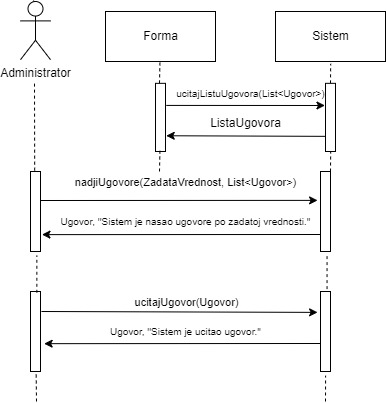 Forma
Sistem
Administrator
ucitajListuUgovora(List<Ugovor>)
ListaUgovora
nadjiUgovore(ZadataVrednost, List<Ugovor>)
Ugovor, "Sistem je nasao ugovore po zadatoj vrednosti."
ucitajUgovor(Ugovor)
Ugovor, "Sistem je ucitao ugovor."